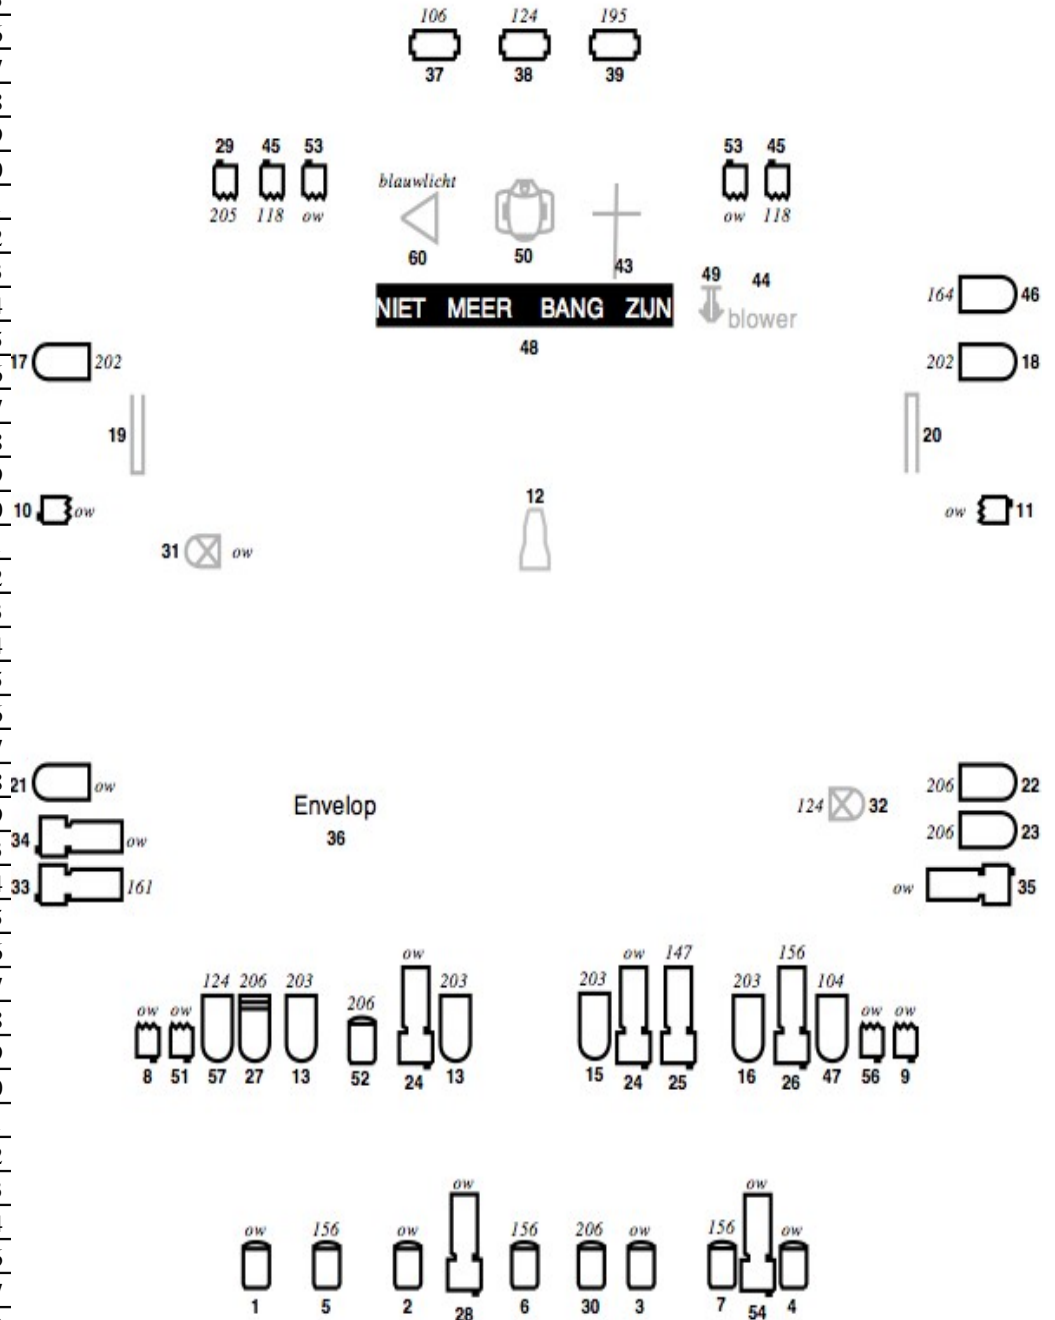 106 124 195
37 38 39
29 45 53 53 45
blauwlicht
205 118 ow ow 118
60 50 43 49 44
164 46
NIET MEER BANG ZIJN blower
48
17 202 202 18
19 20
12
10 ow ow 11
31 ow
21 ow 206 22
Envelop 124 32
34 ow 36 206 23
33 161 ow 35
ow ow 147 156
124 206 203 203 203 203 104
206
ow ow ow ow
8 51 57 27 13 52 24 13 15 24 25 16 26 47 56 9
ow ow
ow 156 ow 156 206 ow 156 ow
1 5 2 28 6 30 3 7 54 4